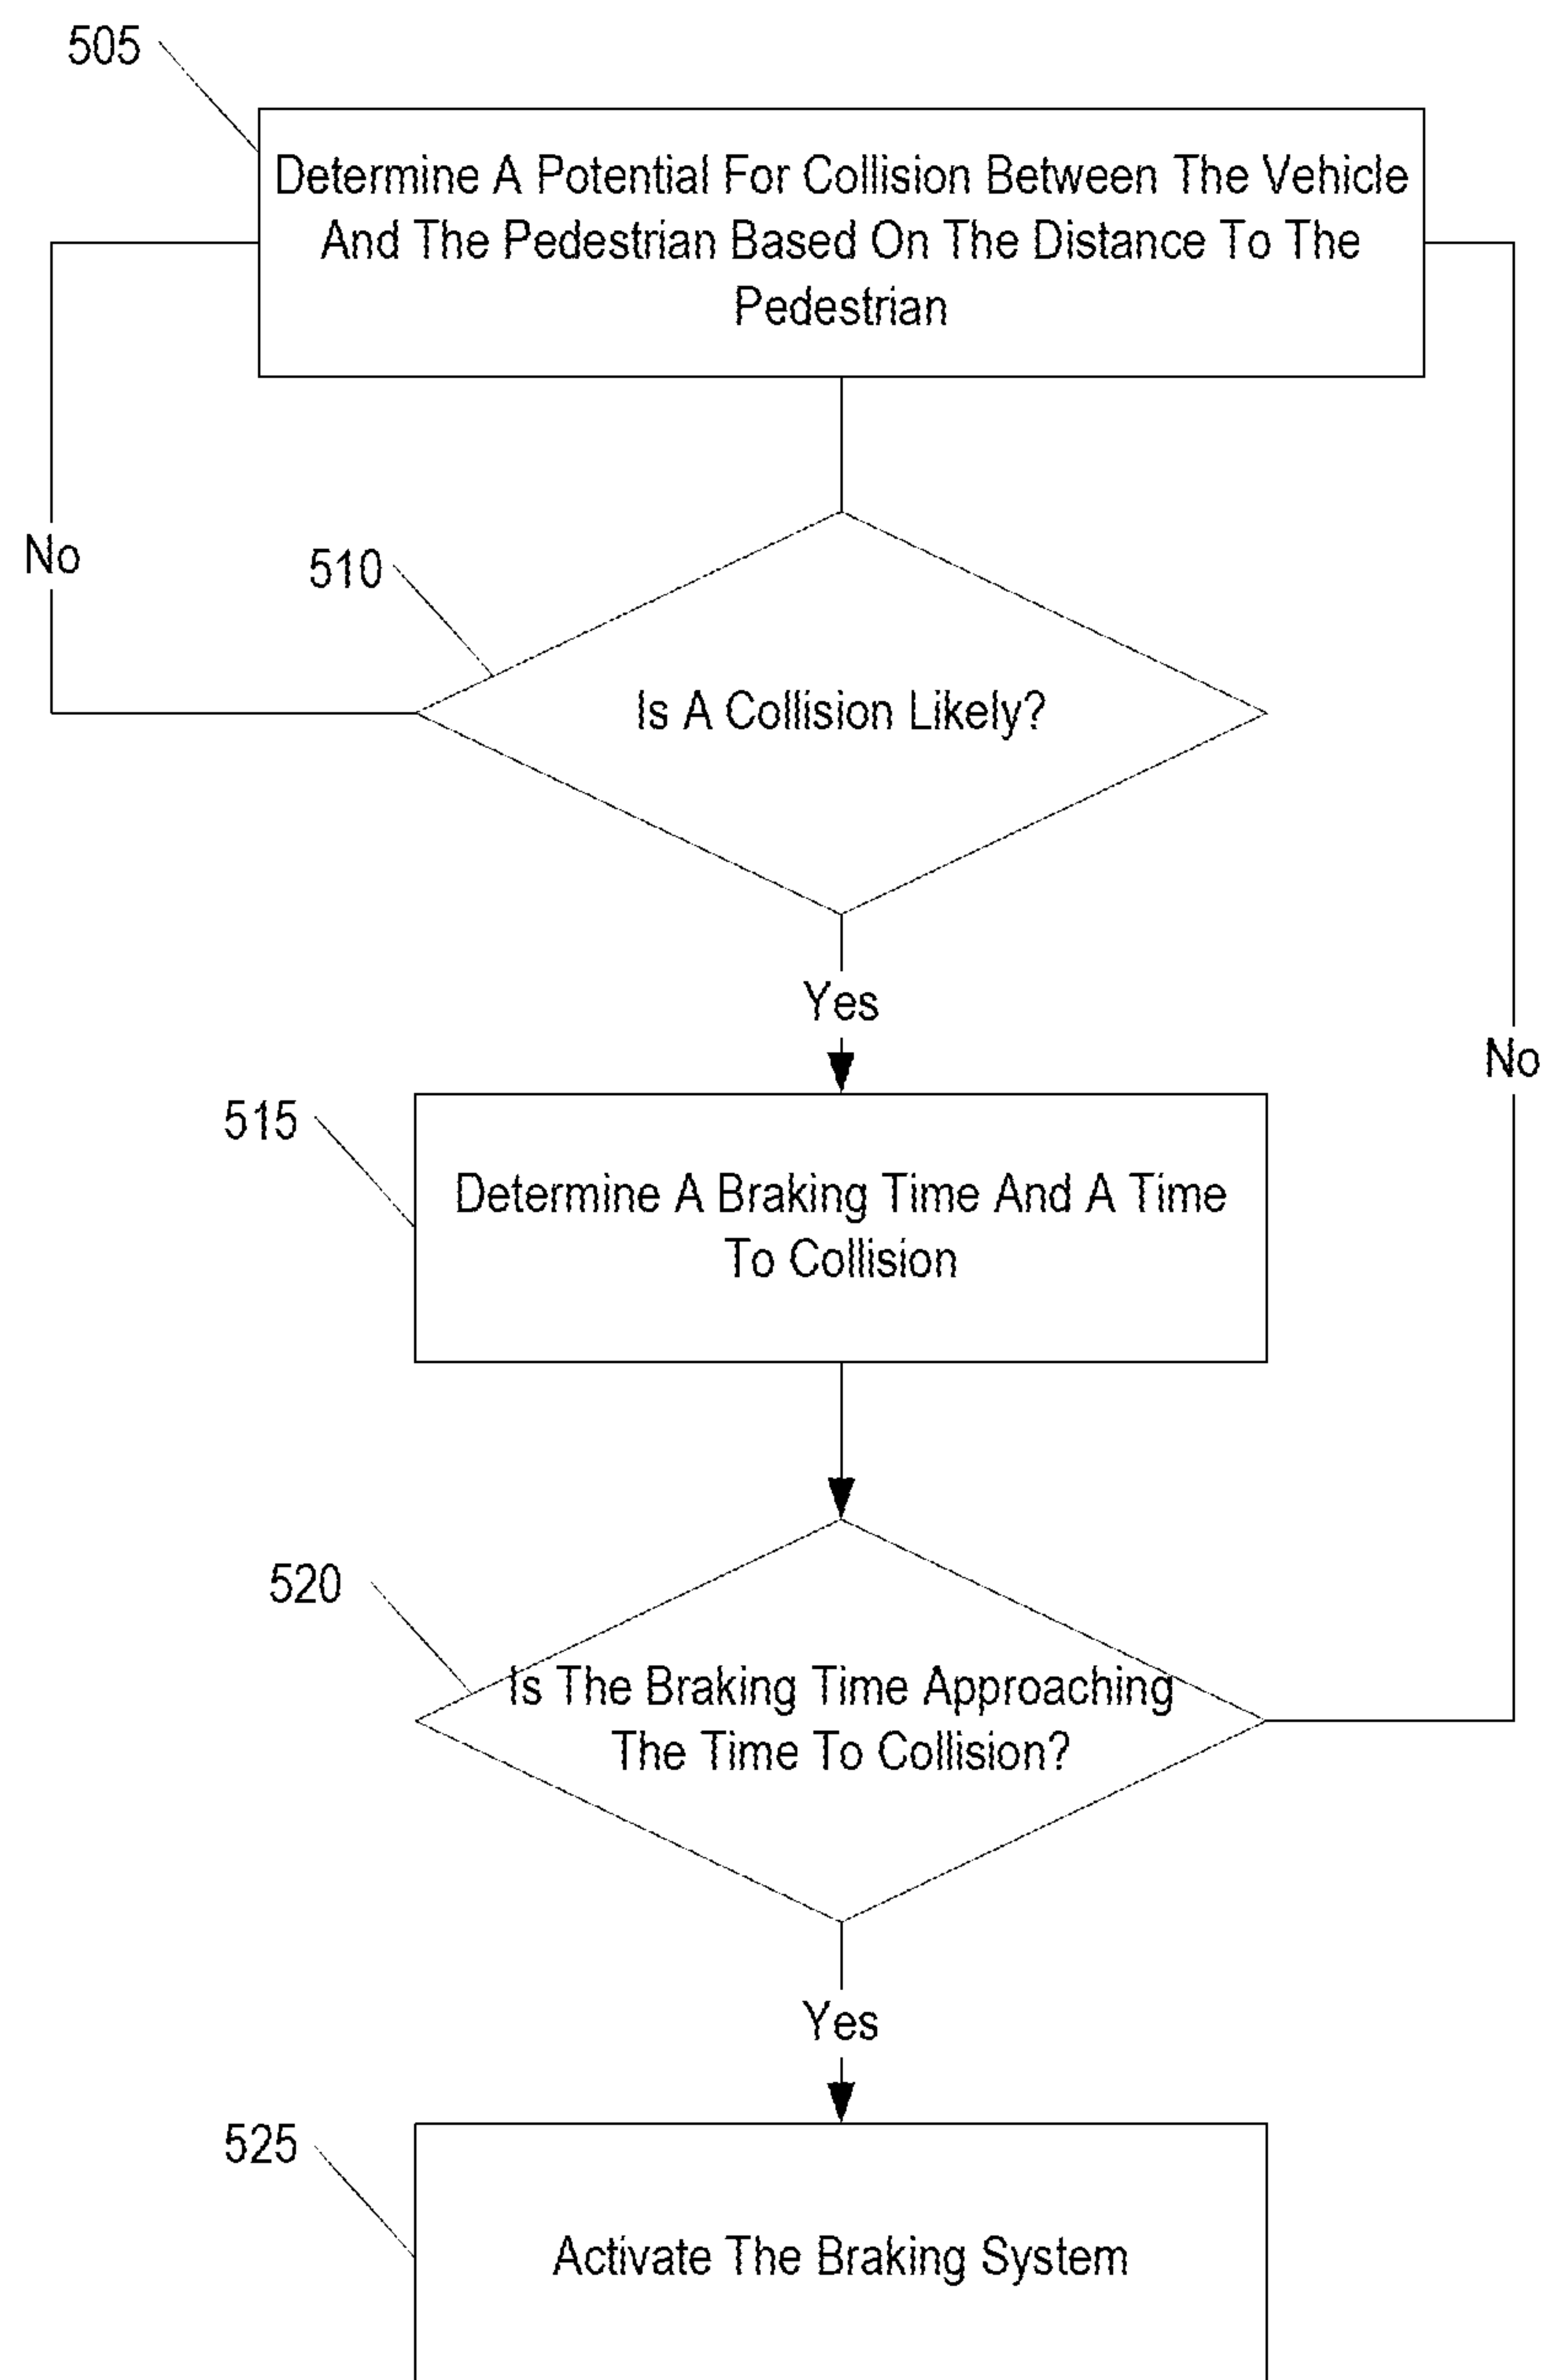 505
Determine A Potential For Collision Between The Vehicle
And The Pedestrian Based On The Distance To The
Pedestrian
No
510
Is A Collision Likely?
Yes
No
515
Determine A Braking Time And A Time
To Collision
520
Is The Braking Time Approaching
The Time To Collision?
Yes
525
Activate The Braking System